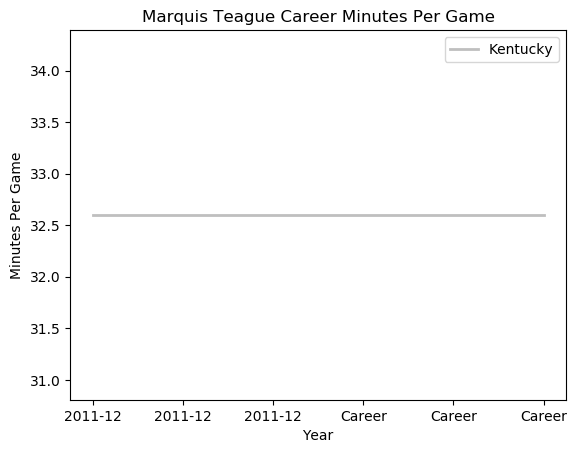 Marquis Teague Career Minutes Per Game
Kentucky
34.0
33.5
33.0
32.5
32.0
31.5
31.0
Minutes Per Game
2011-12 2011-12 2011-12 Career Career Career
Year